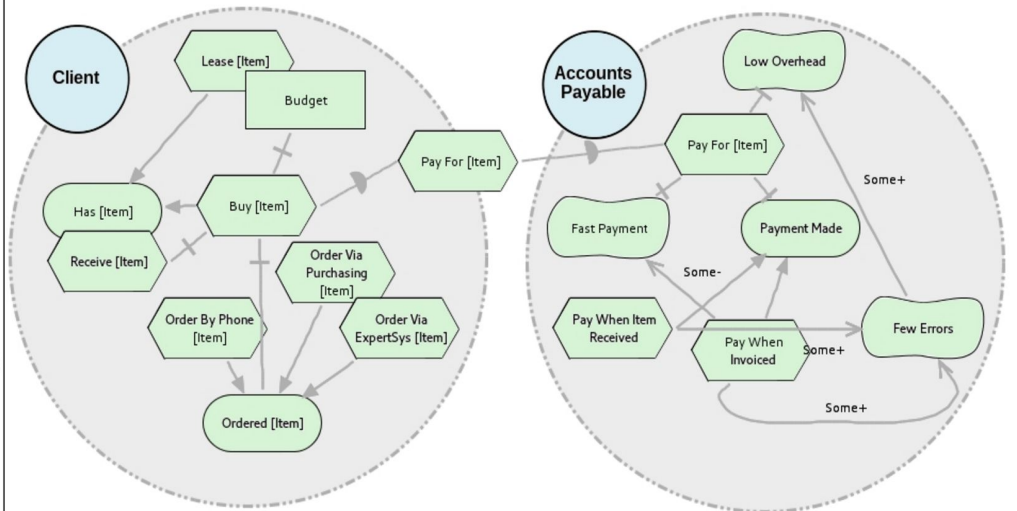 Client
Lease [Item]
Budget
Pay For [Item]
Has [Item]
Buy [Item]
Receive [Item]
Order Via
Purchasing
[Item]
Order By Phone
[Item]
Order Via
ExpertSys [Item]
Ordered [Item]
Accounts
Payable
Low Overhead
Pay For [Item]
Some+
Fast Payment
Payment Made
Some-
Pay When Item
Received
Pay When
Invoiced
Some+
Few Errors
Some+